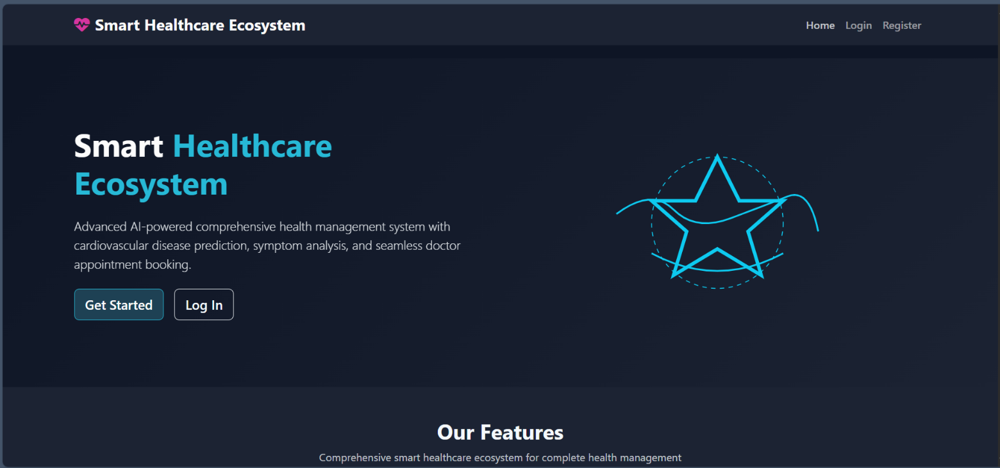 Smart Healthcare Ecosystem
Home Login Register
Smart Healthcare
Ecosystem
Advanced AI-powered comprehensive health management system with
cardiovascular disease prediction, symptom analysis, and seamless doctor
appointment booking.
Get Started Log In
Our Features
Comprehensive smart healthcare ecosystem for complete health management